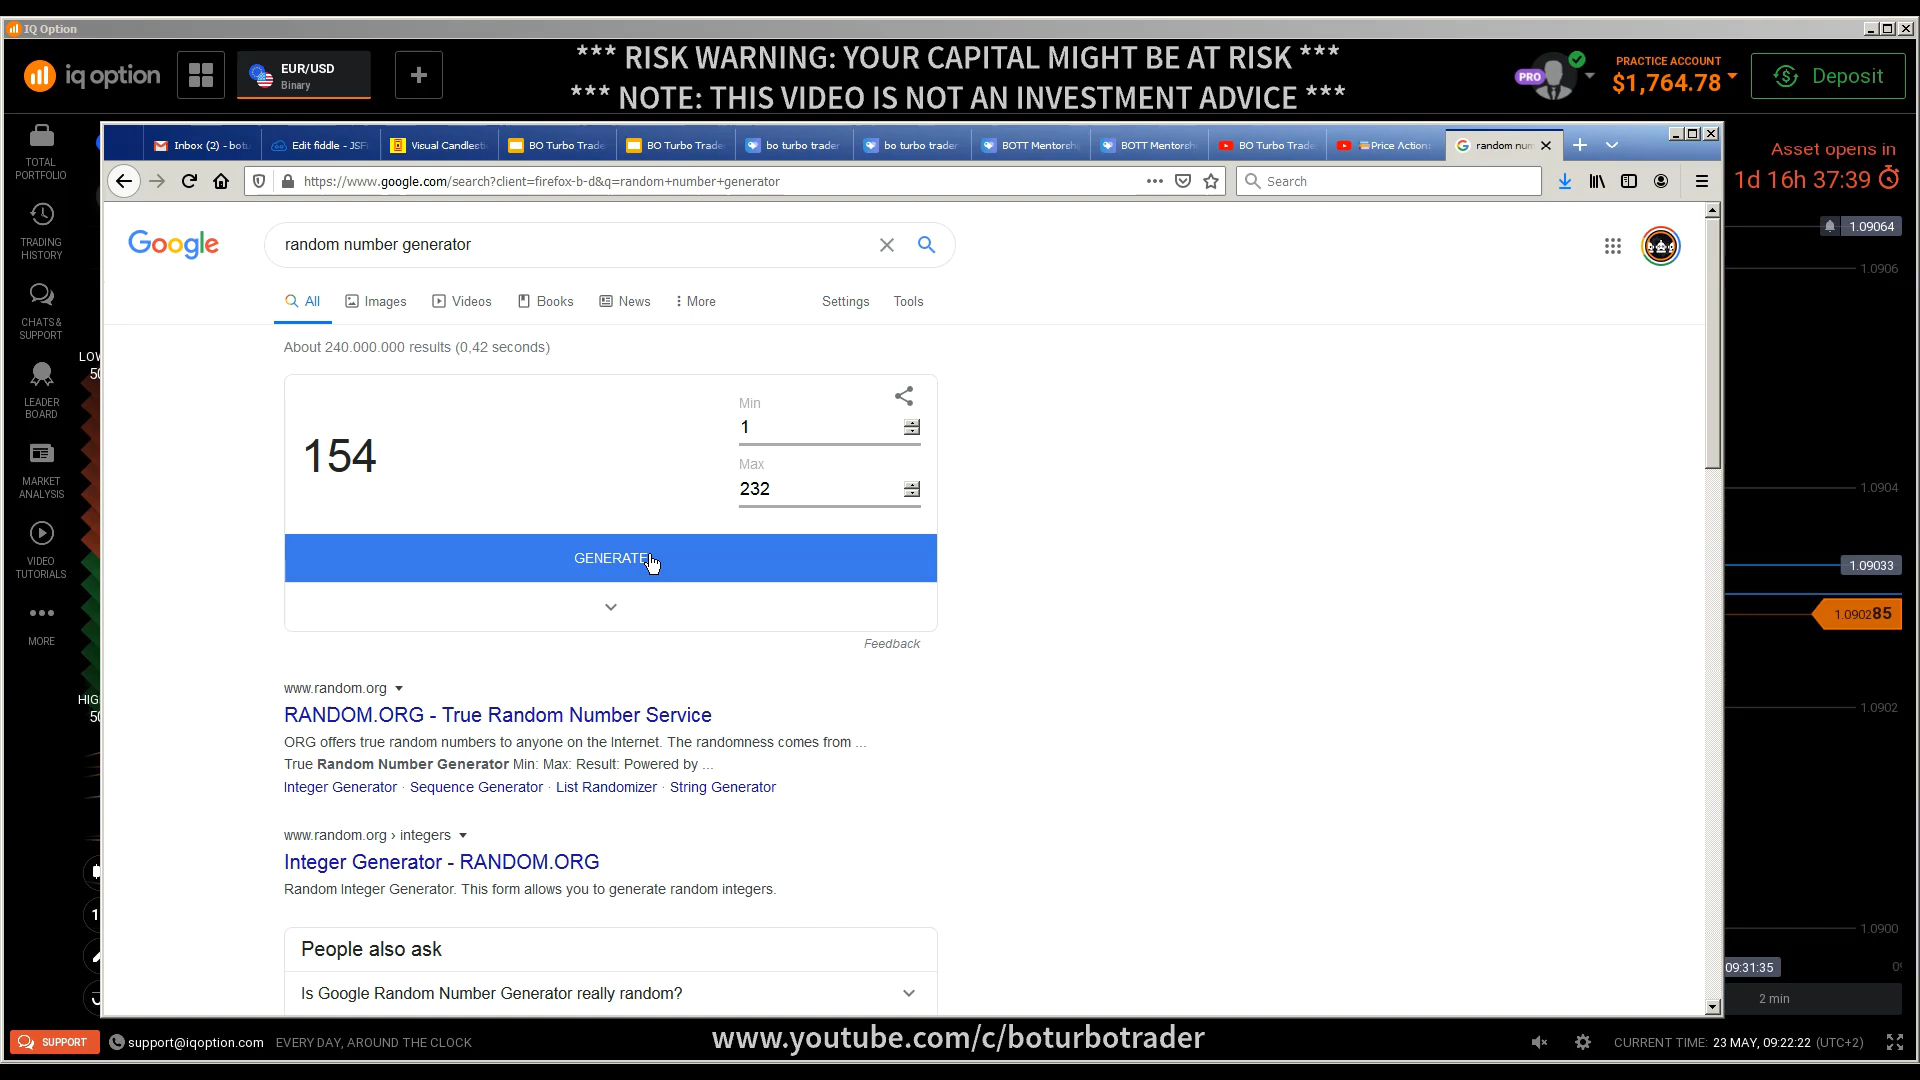 IQ Option
*** RISK WARNING: YOUR CAPITAL MIGHT BE AT RISK ***
*** NOTE: THIS VIDEO IS NOT AN INVESTMENT ADVICE ***
iq option
EUR/USD
Binary
PRO
PRACTICE ACCOUNT
$1,764.78
Deposit
Asset opens in
1d 16h 37:39
TOTAL
PORTFOLIO
TRADING
HISTORY
CHATS &
SUPPORT
LEADER
BOARD
MARKET
ANALYSIS
VIDEO
TUTORIALS
MORE
Inbox (2) - bot
Edit fiddle - JSFi
Visual Candlesti
BO Turbo Trade
BO Turbo Trade
bo turbo trader
bo turbo trader
BOTT Mentorshi
BOTT Mentorsh
BO Turbo Trade
Price Action
random num
https://www.google.com/search?client=firefox-b-d&q=random+number+generator
Search
Google
random number generator
All
Images
Videos
Books
News
More
Settings
Tools
About 240.000.000 results (0,42 seconds)
154
Min
1
Max
232
GENERATE
Feedback
www.random.org
RANDOM.ORG - True Random Number Service
ORG offers true random numbers to anyone on the Internet. The randomness comes from ...
True Random Number Generator Min: Max: Result: Powered by ...
Integer Generator · Sequence Generator · List Randomizer · String Generator
www.random.org › integers
Integer Generator - RANDOM.ORG
Random Integer Generator. This form allows you to generate random integers.
People also ask
Is Google Random Number Generator really random?
1.09064
1.0906
1.0904
1.09033
1.090285
1.0902
1.0900
09:31:35
2 min
SUPPORT
support@iqoption.com
EVERY DAY, AROUND THE CLOCK
www.youtube.com/c/boturbotrader
CURRENT TIME: 23 MAY, 09:22:22 (UTC+2)